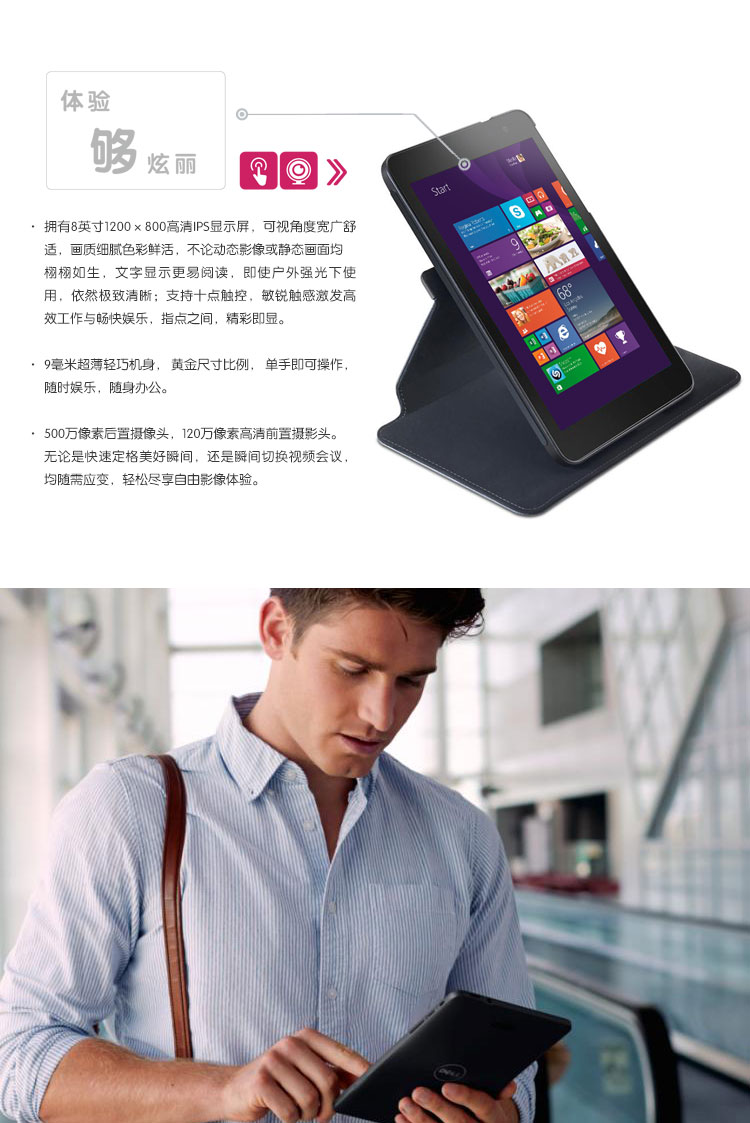 体验
够 炫丽
· 拥有8英寸1200 × 800高清IPS显示屏，可视角度宽广舒
适，画质细腻色彩鲜活，不论动态影像或静态画面均
栩栩如生，文字显示更易阅读，即使户外强光下使
用，依然极致清晰；支持十点触控，敏锐触感激发高
效工作与畅快娱乐，指点之间，精彩即显。
· 9毫米超薄轻巧机身， 黄金尺寸比例， 单手即可操作，
随时娱乐，随身办公。
· 500万像素后置摄像头，120万像素高清前置摄影头。
无论是快速定格美好瞬间，还是瞬间切换视频会议，
均随需应变，轻松尽享自由影像体验。
Start
9
68°
DELL